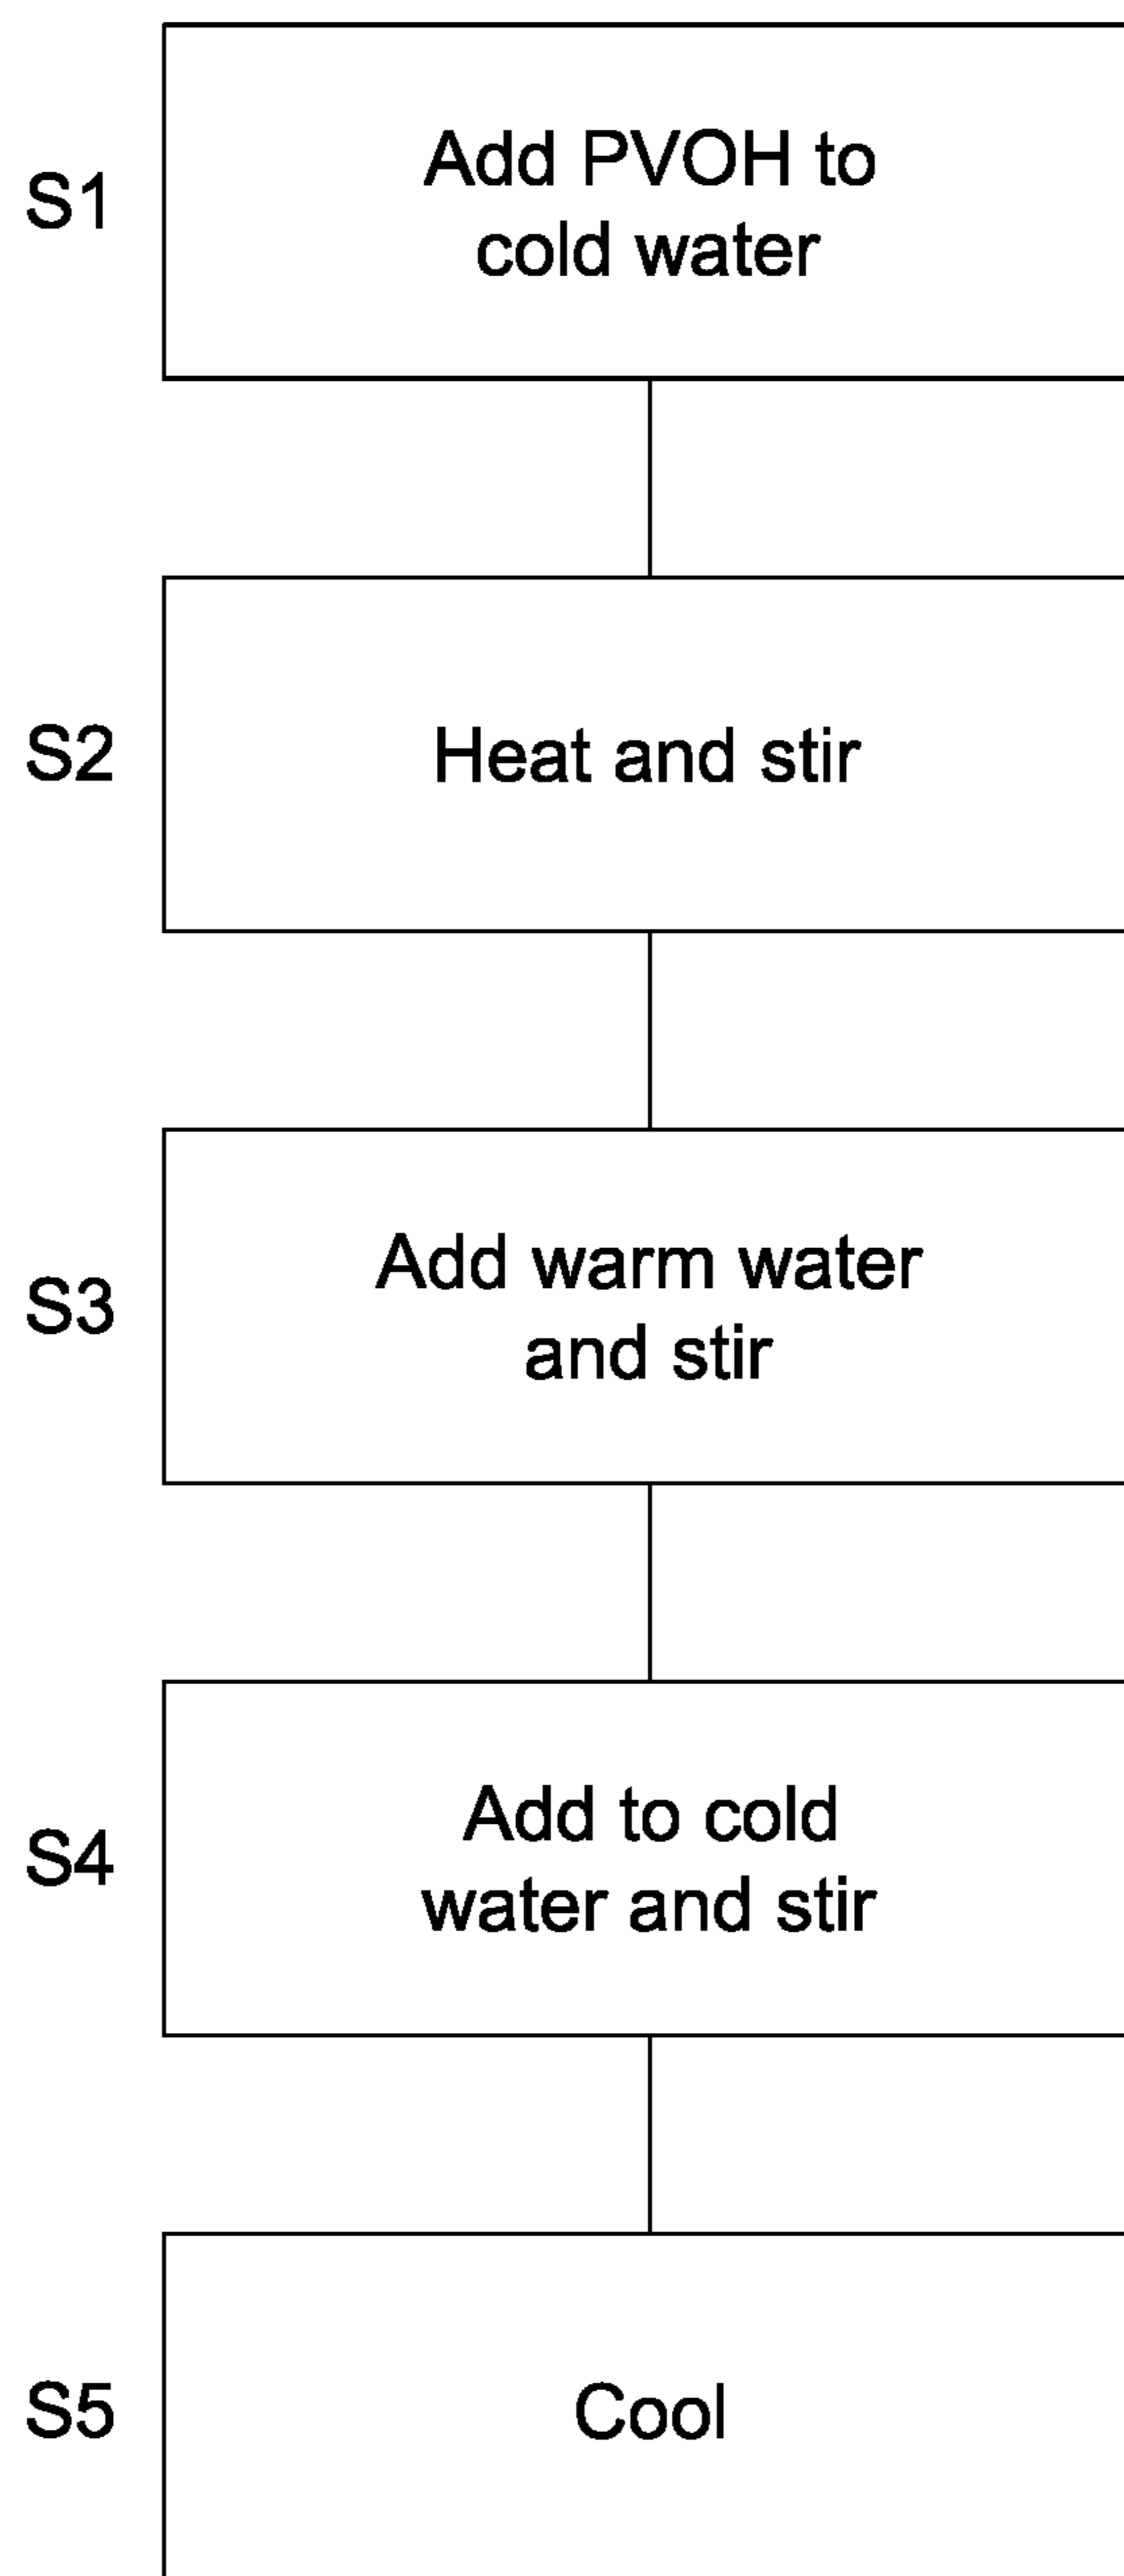 S1
Add PVOH to
cold water
S2
Heat and stir
S3
Add warm water
and stir
S4
Add to cold
water and stir
S5
Cool